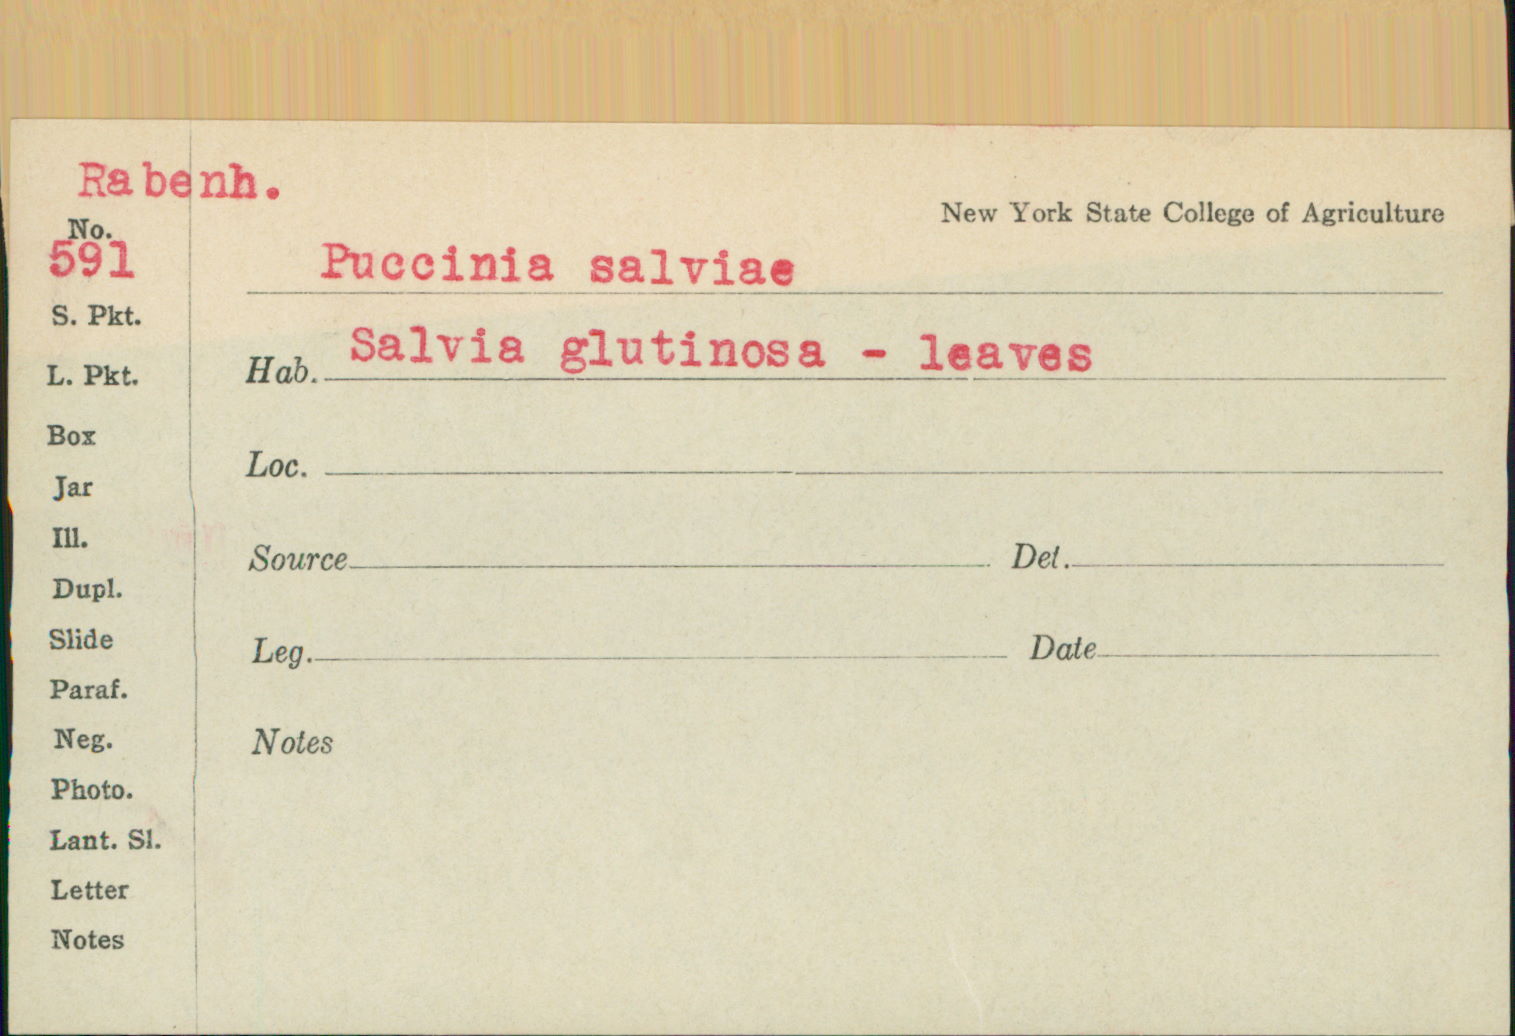 Rabenh.
New York State College of Agriculture
No.
591
Puccinia salviae
S. Pkt.
Hab. Salvia glutinosa - leaves
L. Pkt.
Box
Loc.
Jar
Ill.
Source Det.
Dupl.
Slide
Leg. Date
Paraf.
Neg.
Notes
Photo.
Lant. Sl.
Letter
Notes